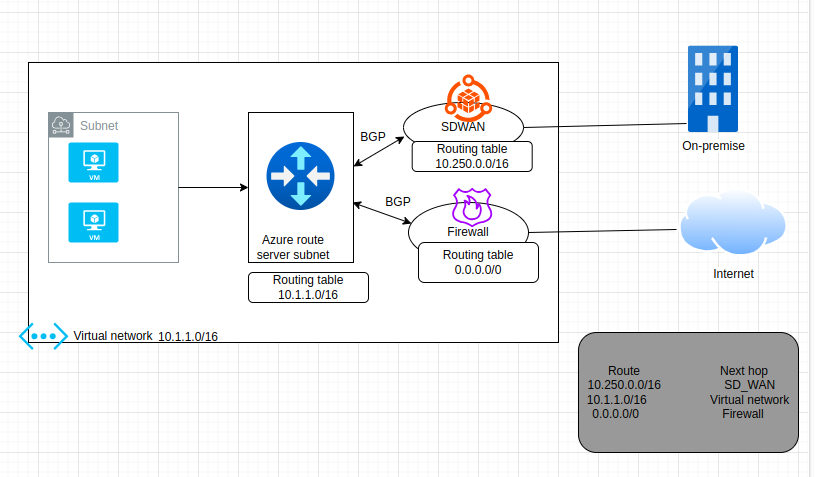 Subnet
VM
VM
Azure route
server subnet
Routing table
10.1.1.0/16
BGP
BGP
SDWAN
Routing table
10.250.0.0/16
Firewall
Routing table
0.0.0.0/0
On-premise
Internet
Virtual network 10.1.1.0/16
Route Next hop
10.250.0.0/16 SD_WAN
10.1.1.0/16 Virtual network
0.0.0.0/0 Firewall